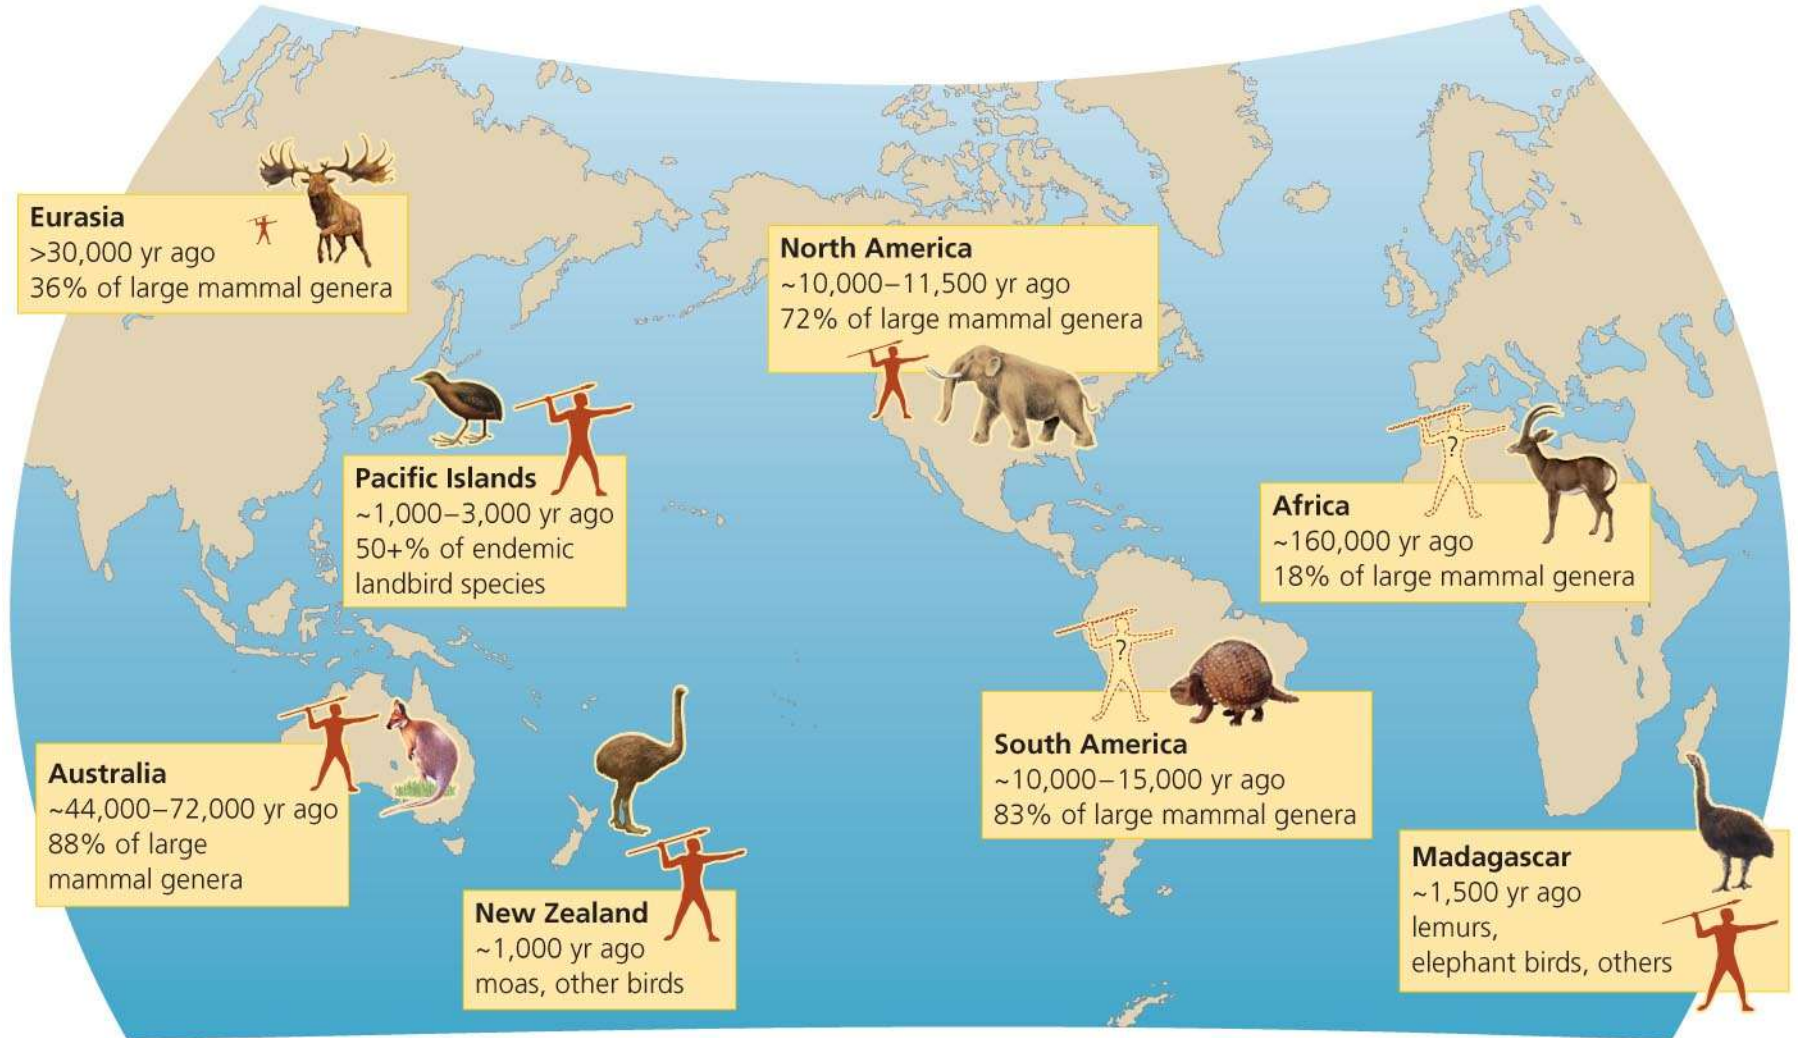 Eurasia
>30,000 yr ago
36% of large mammal genera
North America
~10,000–11,500 yr ago
72% of large mammal genera
Pacific Islands
~1,000–3,000 yr ago
50+% of endemic
landbird species
?
Africa
~160,000 yr ago
18% of large mammal genera
?
South America
~10,000–15,000 yr ago
83% of large mammal genera
Australia
~44,000–72,000 yr ago
88% of large
mammal genera
New Zealand
~1,000 yr ago
moas, other birds
Madagascar
~1,500 yr ago
lemurs,
elephant birds, others